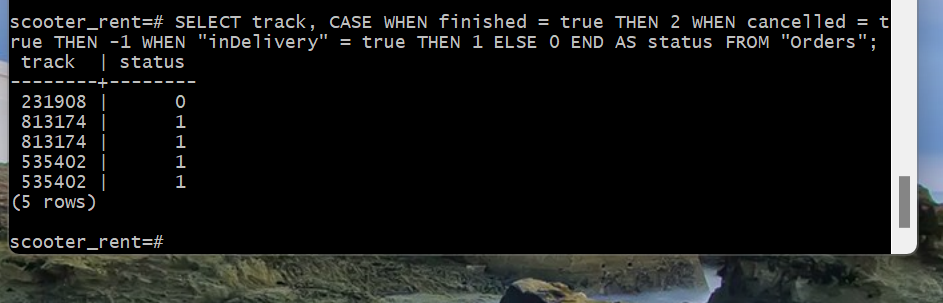 scooter_rent=# SELECT track, CASE WHEN finished = true THEN 2 WHEN cancelled = t
rue THEN -1 WHEN "inDelivery" = true THEN 1 ELSE 0 END AS status FROM "Orders";
 track  | status
--------+--------
 231908 |      0
 813174 |      1
 813174 |      1
 535402 |      1
 535402 |      1
(5 rows)
scooter_rent=#